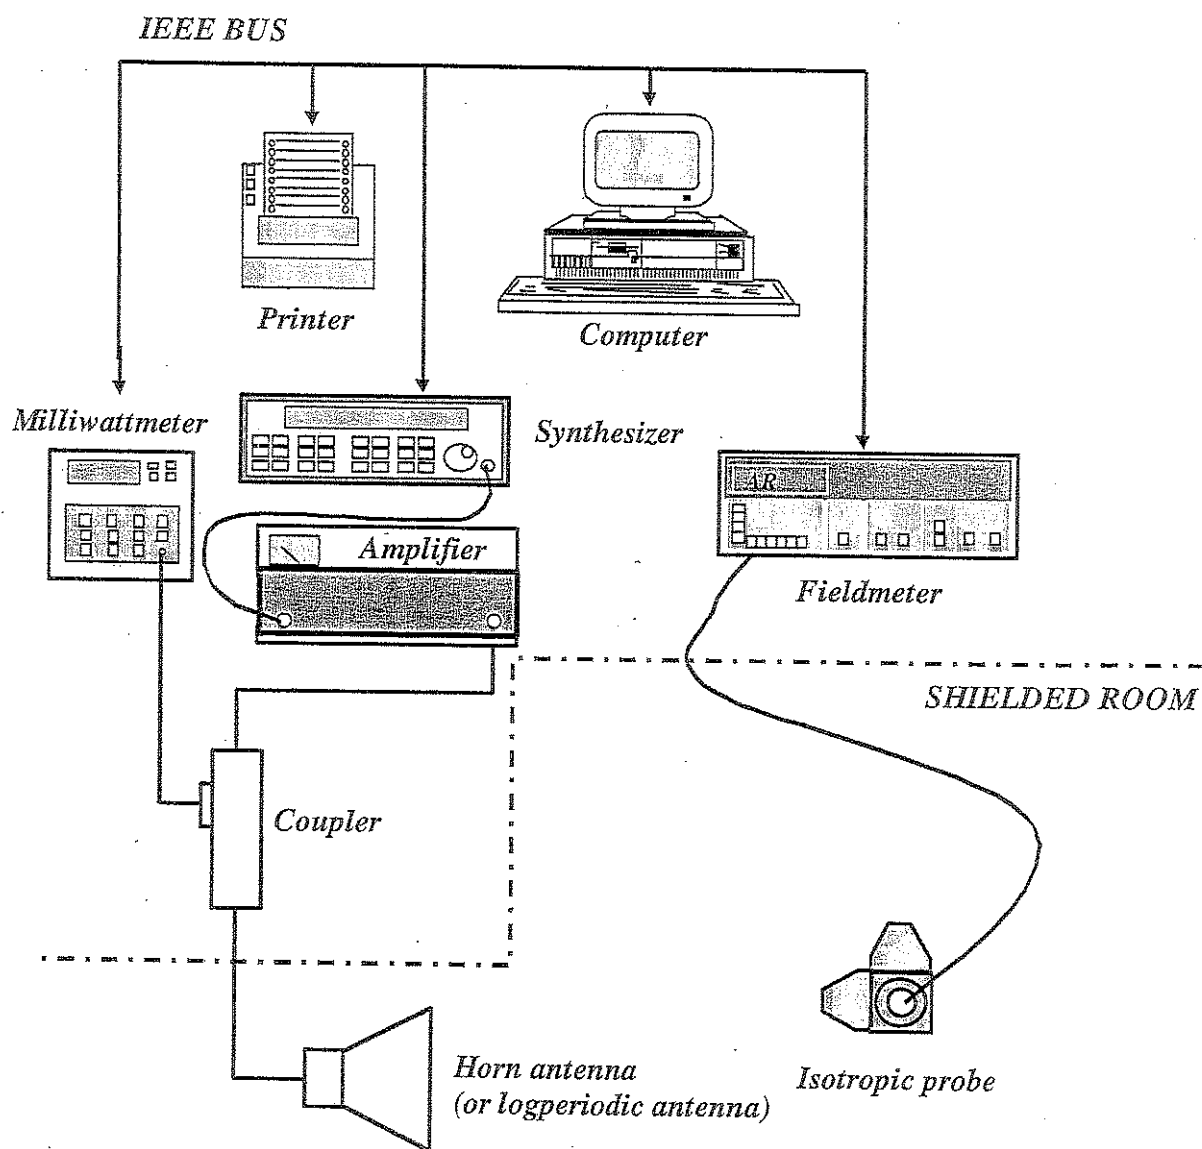 IEEE BUS
Printer
Computer
Milliwattmeter
Synthesizer
AR
Amplifier
Fieldmeter
SHIELDED ROOM
Coupler
Horn antenna
(or logperiodic antenna)
Isotropic probe